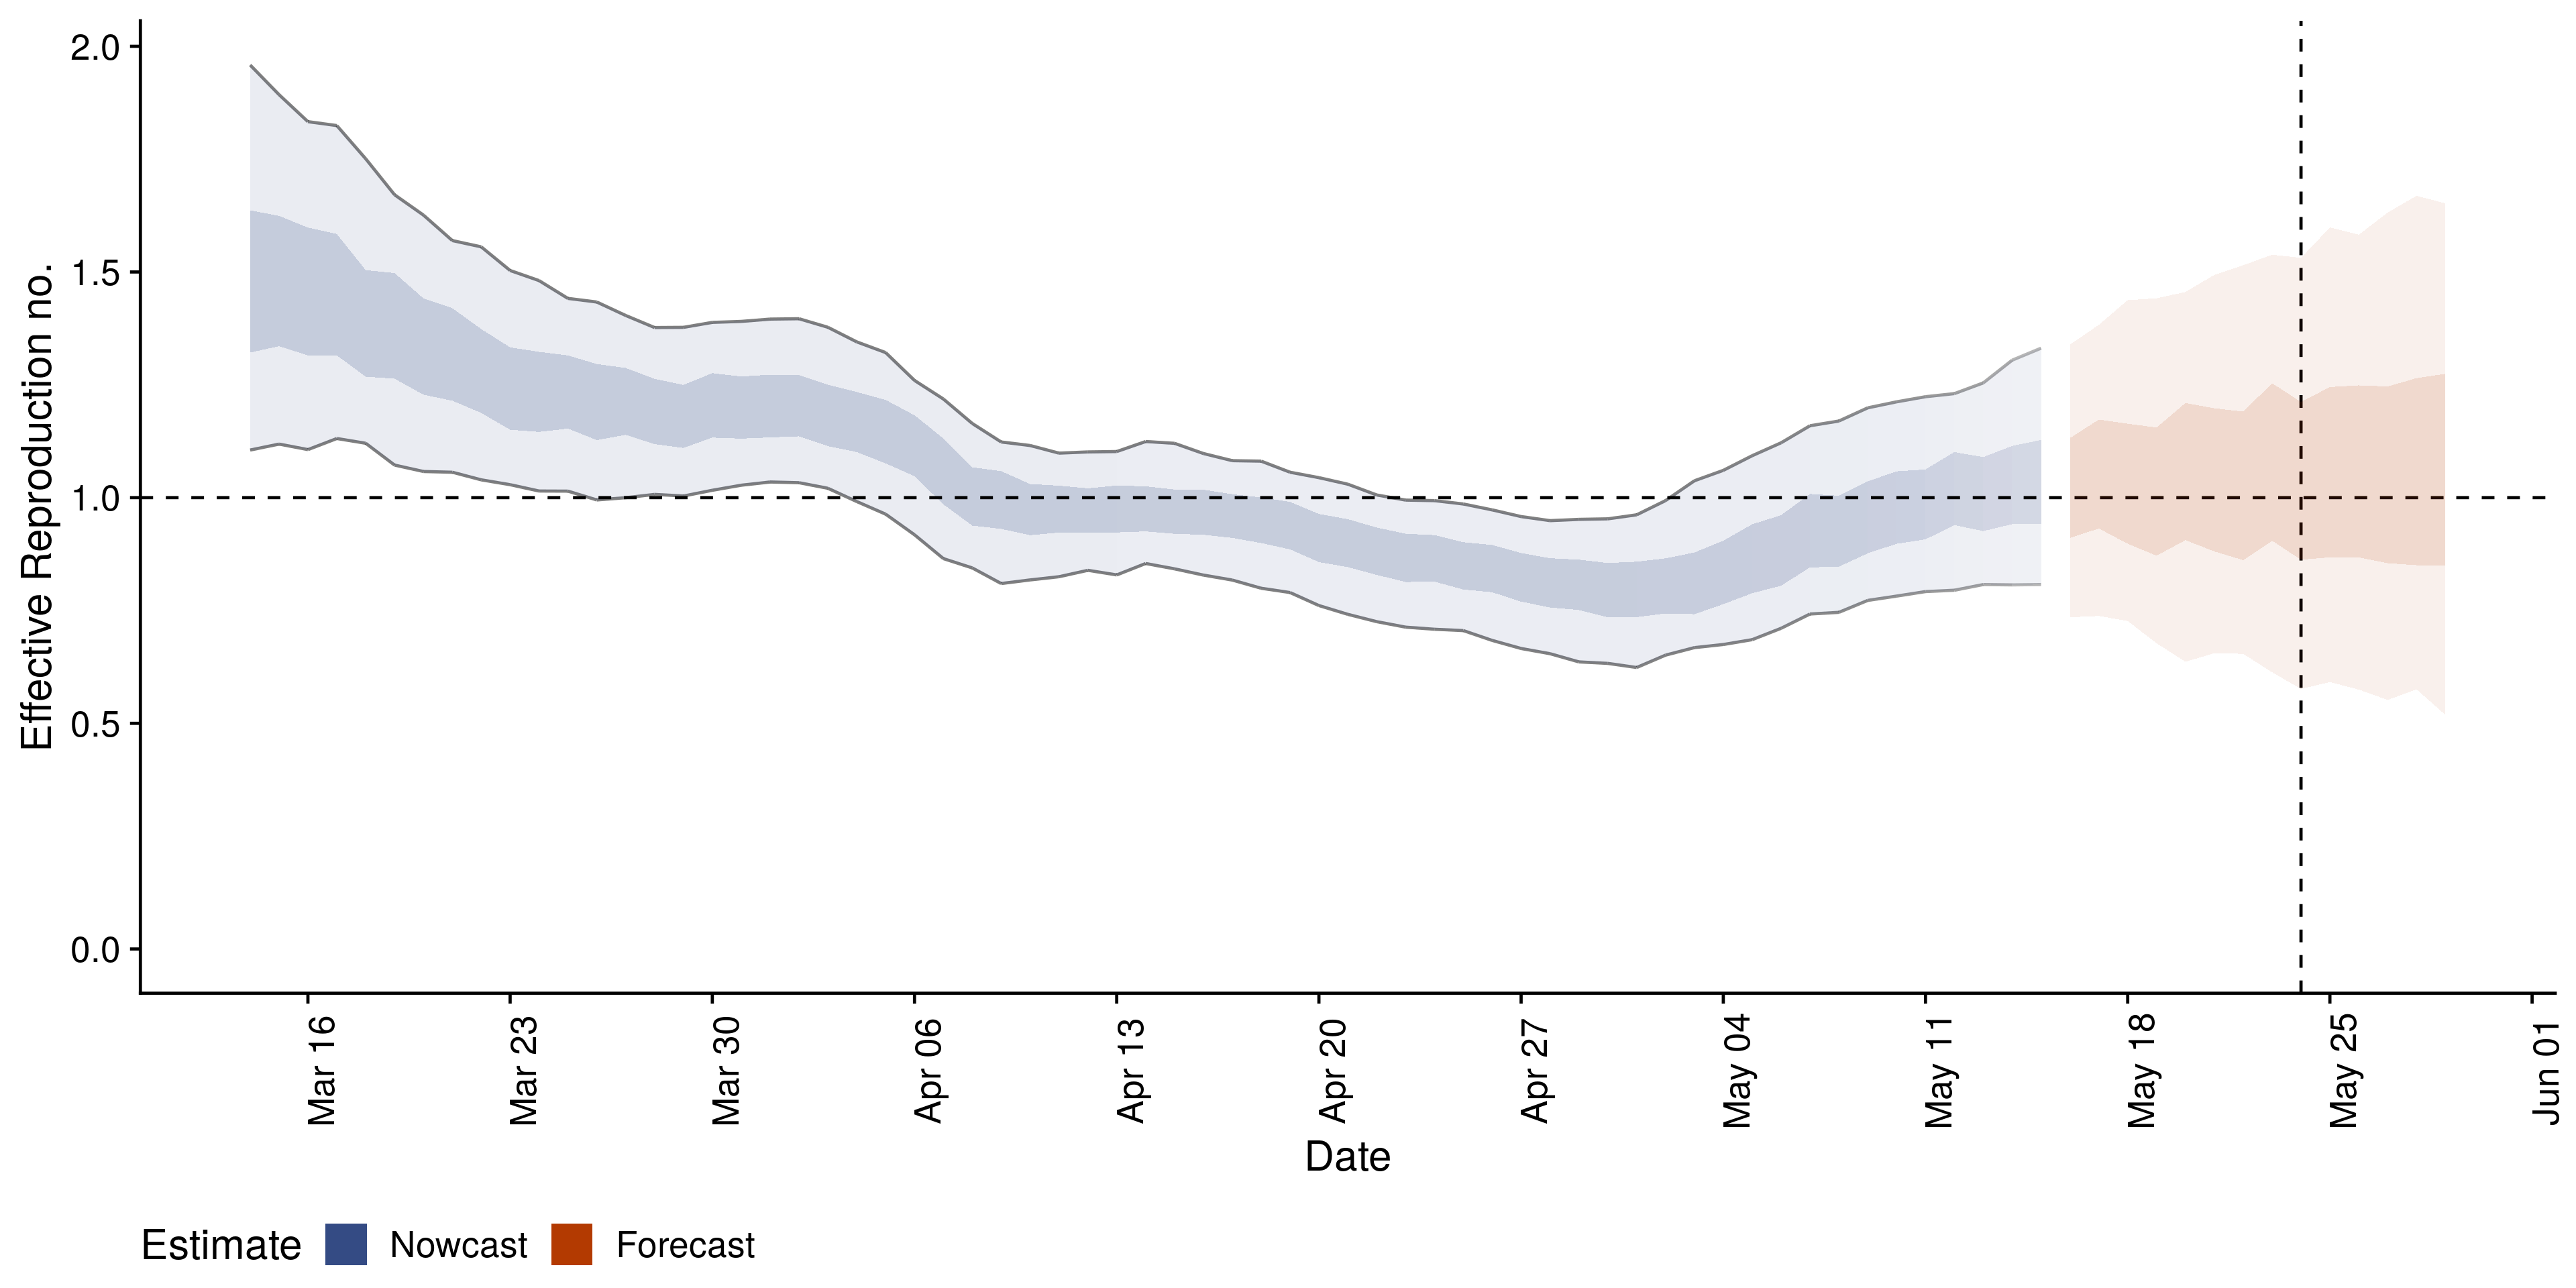 Effective Reproduction no.
2.0
1.5
1.0
0.5
0.0
Mar 16
Mar 23
Mar 30
Apr 06
Apr 13
Apr 20
Apr 27
May 04
May 11
May 18
May 25
Jun 01
Date
Estimate Nowcast Forecast